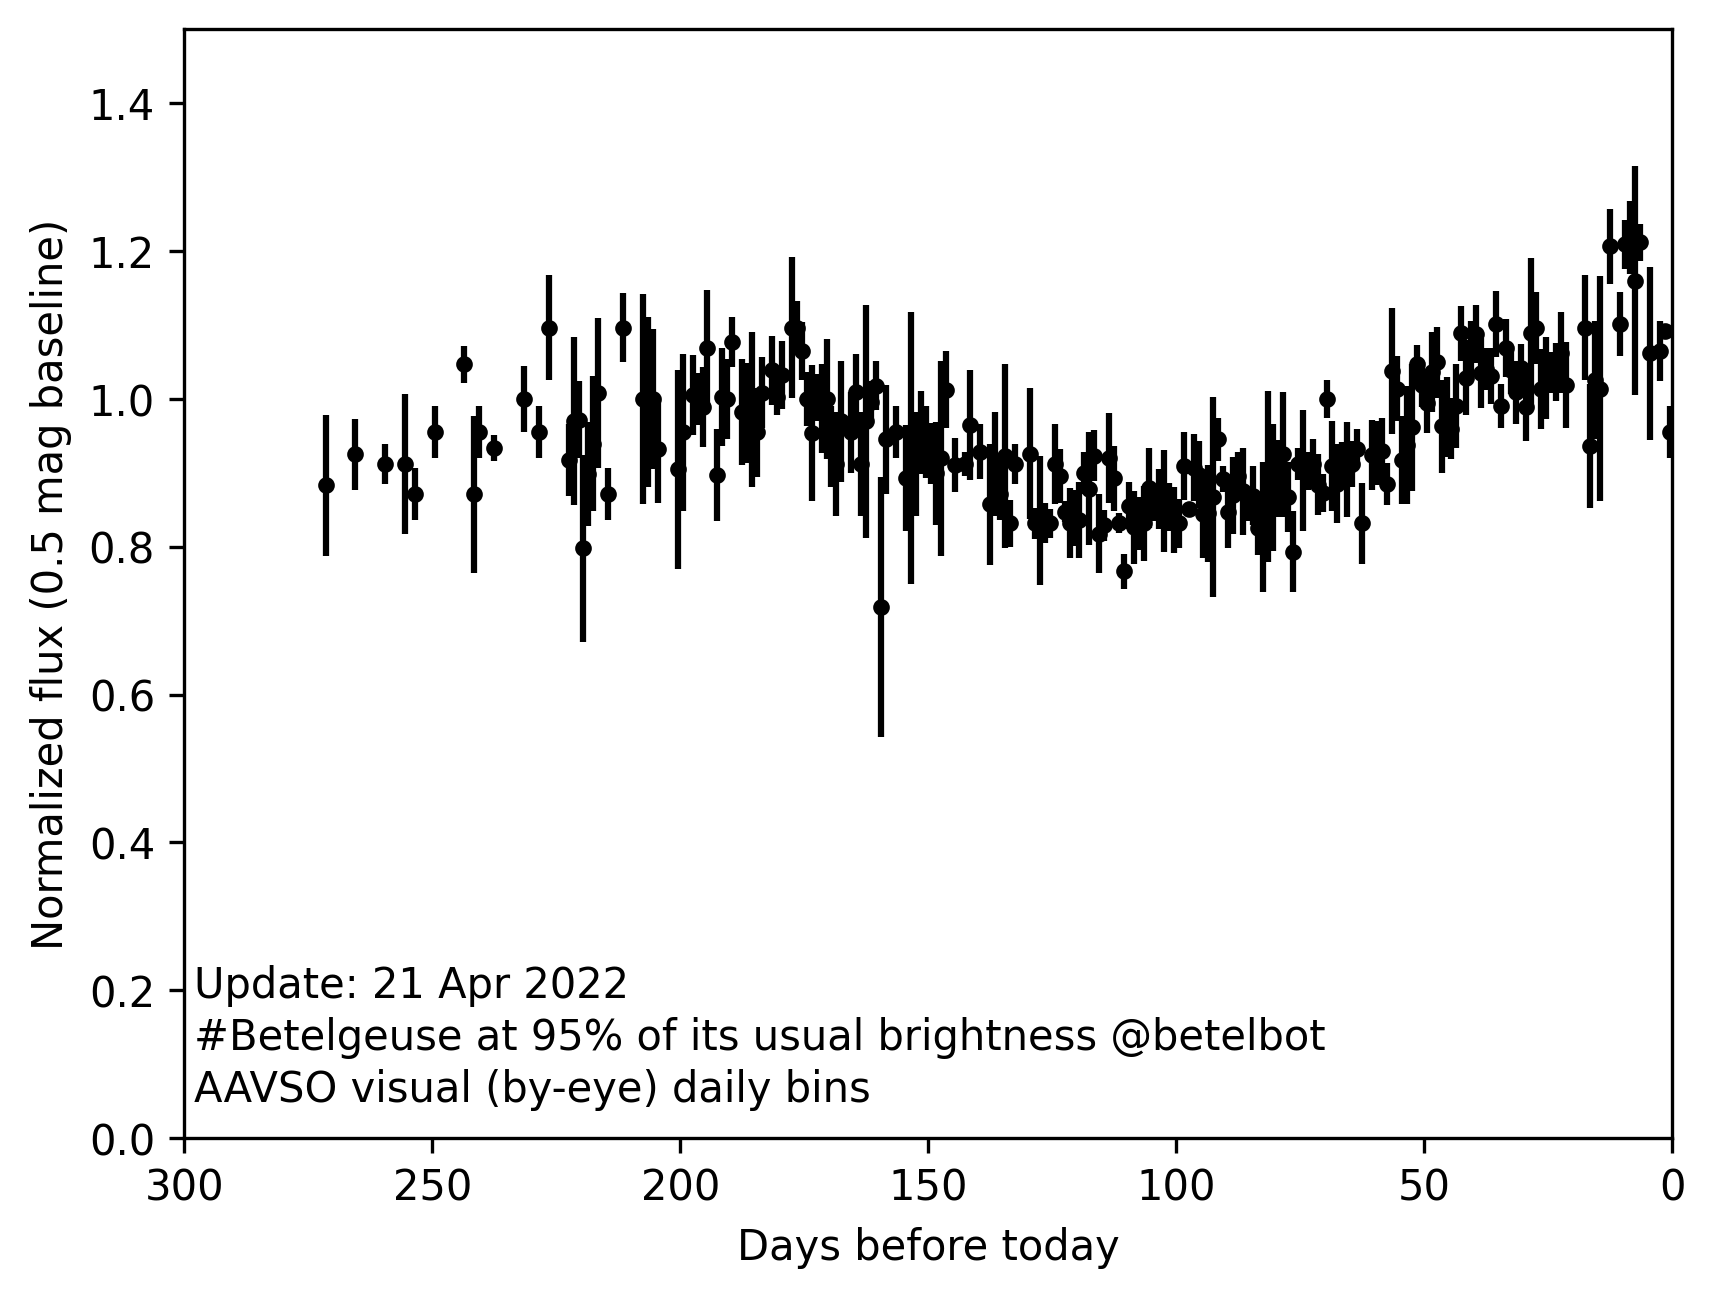 1.4
1.2
1.0
0.8
0.6
0.4
0.2
0.0
Normalized flux (0.5 mag baseline)
Update: 21 Apr 2022
#Betelgeuse at 95% of its usual brightness @betelbot
AAVSO visual (by-eye) daily bins
300 250 200 150 100 50 0
Days before today